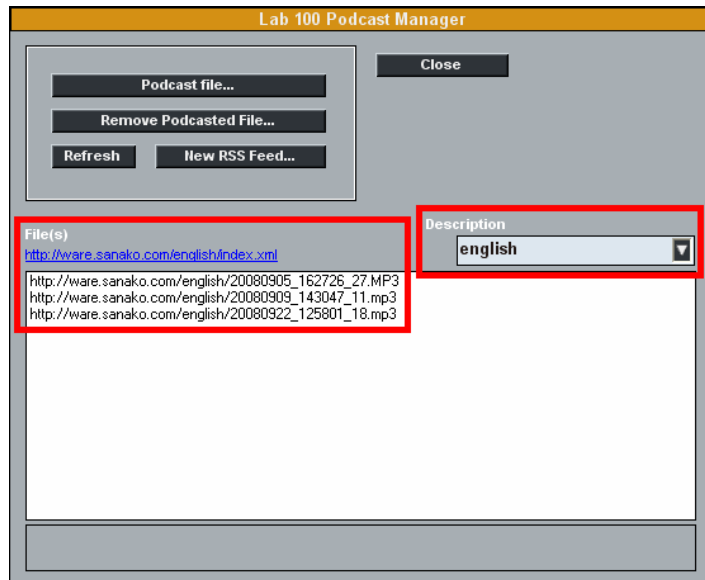 Lab 100 Podcast Manager
Podcast file...
Close
Remove Podcasted File...
Refresh
New RSS Feed...
File(s)
http://ware.sanako.com/english/index.xml
Description
english
http://ware.sanako.com/english/20080905_162726_27.MP3
http://ware.sanako.com/english/20080909_143047_11.mp3
http://ware.sanako.com/english/20080922_125801_18.mp3